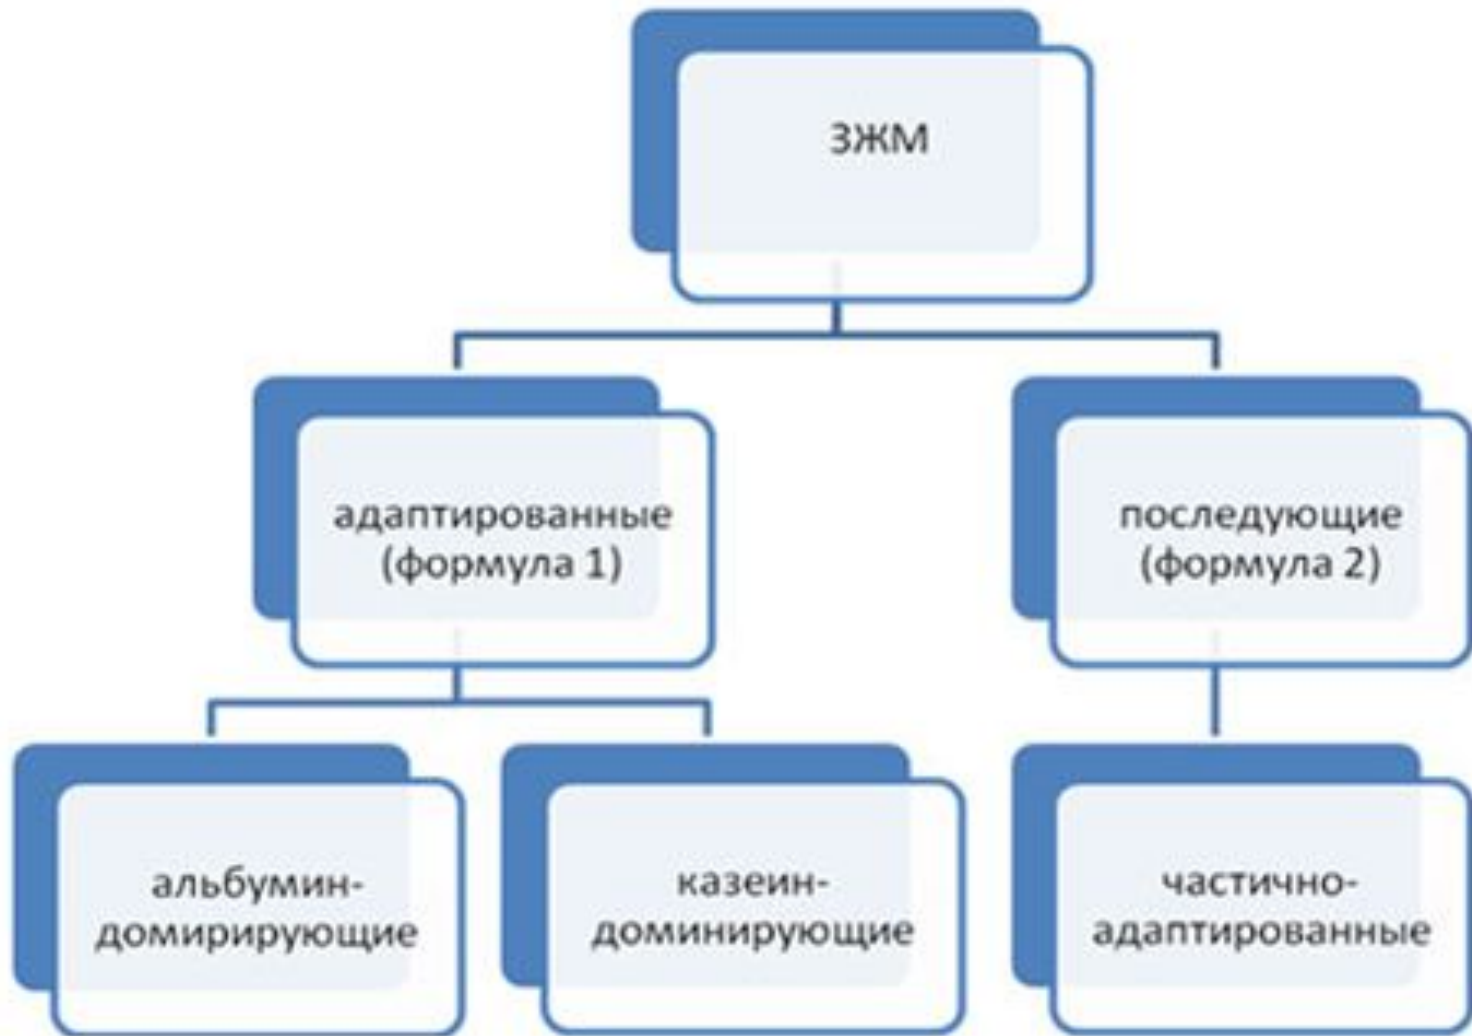 ЗЖМ
адаптированные
(формула 1)
последующие
(формула 2)
альбумин-
домирирующие
казеин-
доминирующие
частично-
адаптированные